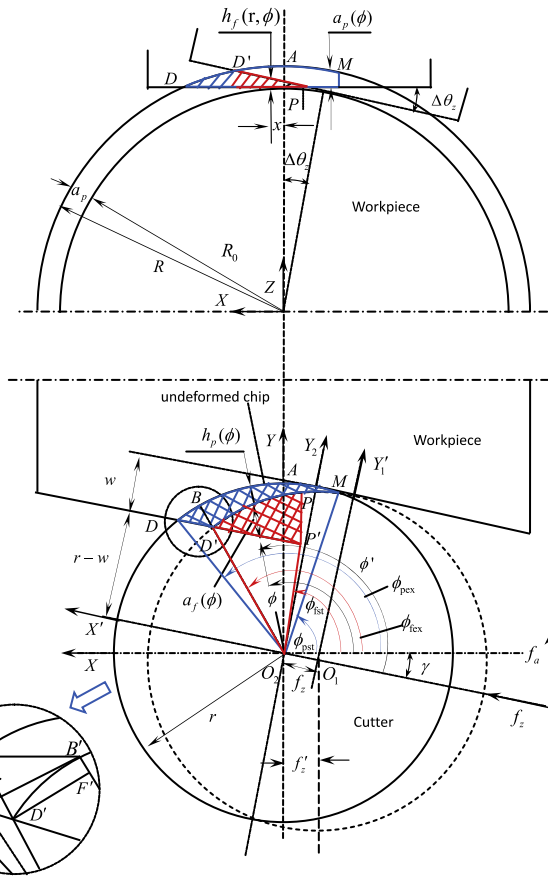 h_f(r,ϕ)
a_p(ϕ)
D
D'
A
M
P
x
Δθ_z
Δθ_z
a_p
R
R_0
Workpiece
Z
X
undeformed chip
h_p(ϕ)
Y
Y_2
Y_1'
Workpiece
w
A
M
B
P
D
D'
P'
r−w
a_f(ϕ)
ϕ
ϕ'
ϕ_pex
ϕ_fst
ϕ_fex
ϕ_pst
X'
X
O_2
f_z
O_1
γ
f_a'
f_z
r
Cutter
f_z'
B'
F'
D'